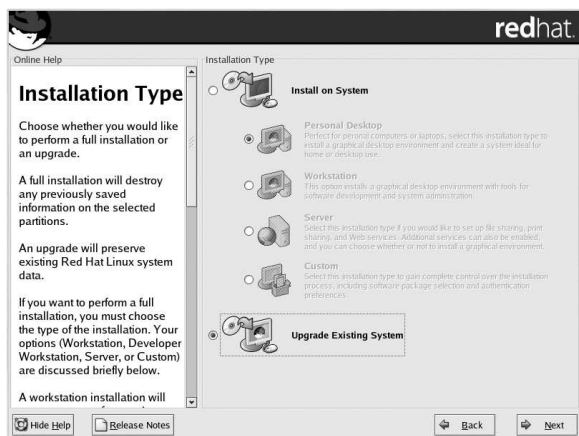 redhat.
Online Help
Installation Type
Choose whether you would like
to perform a full installation or
an upgrade.
A full installation will destroy
any previously saved
information on the selected
partitions.
An upgrade will preserve
existing Red Hat Linux system
data.
If you want to perform a full
installation, you must choose
the type of the installation. Your
options (Workstation, Developer
Workstation, Server, or Custom)
are discussed briefly below.
A workstation installation will
Installation Type
Install on System
Personal Desktop
Perfect for personal computers or laptops, select this installation type to
install a graphical desktop environment and create a system ideal for
home or desktop use.
Workstation
This option installs a graphical desktop environment with tools for
software development and system administration.
Server
Select this installation type if you would like to set up file sharing, print
sharing, and Web services. Additional services can also be enabled,
and you can choose whether or not to install a graphical environment.
Custom
Select this installation type to gain complete control over the installation
process, including software package selection and authentication
preferences.
Upgrade Existing System
Hide Help
Release Notes
Back
Next